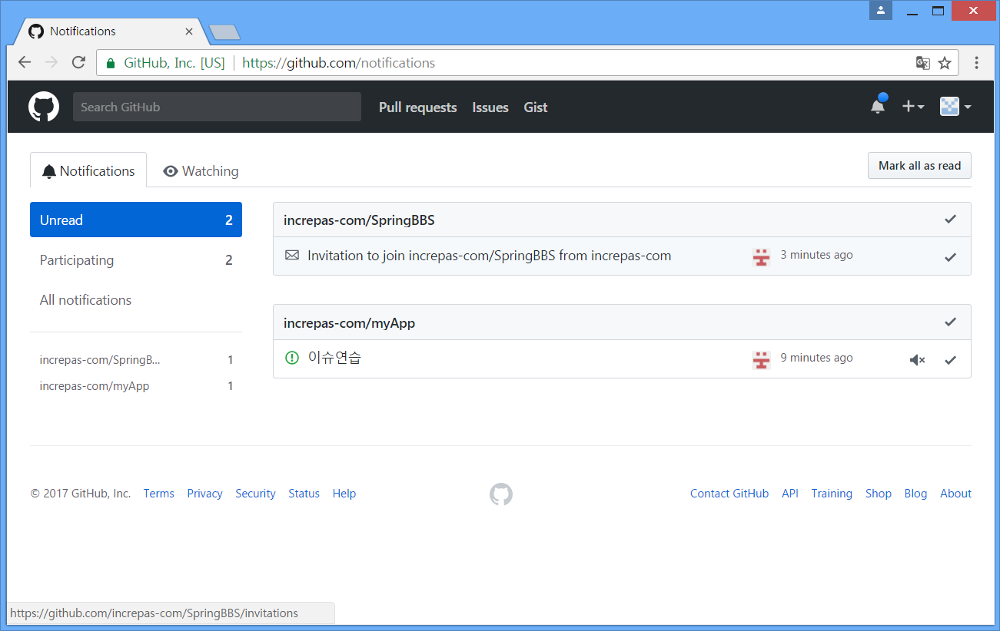 Notifications
GitHub, Inc. [US] https://github.com/notifications
Search GitHub Pull requests Issues Gist
Notifications Watching Mark all as read
Unread 2
Participating 2
All notifications
increpas-com/SpringB... 1
increpas-com/myApp 1
increpas-com/SpringBBS
Invitation to join increpas-com/SpringBBS from increpas-com 3 minutes ago
increpas-com/myApp
이슈연습 9 minutes ago
© 2017 GitHub, Inc. Terms Privacy Security Status Help Contact GitHub API Training Shop Blog About
https://github.com/increpas-com/SpringBBS/invitations